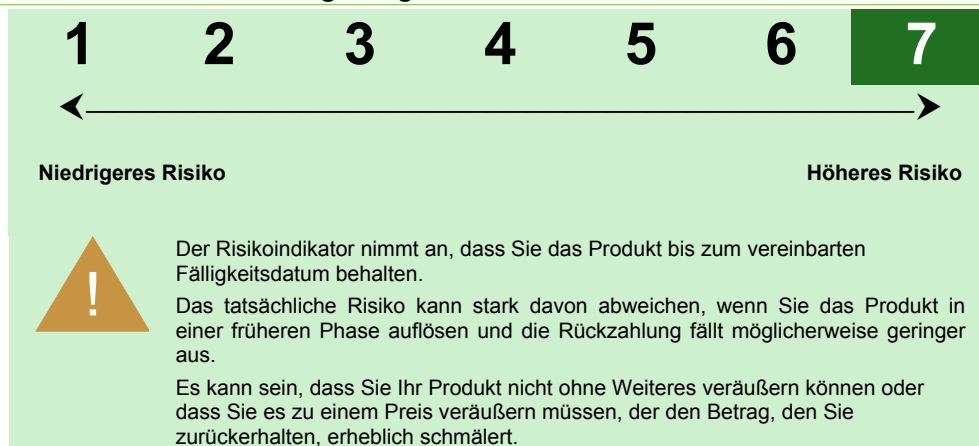 1 2 3 4 5 6 7
Niedrigeres Risiko Höheres Risiko
!
Der Risikoindikator nimmt an, dass Sie das Produkt bis zum vereinbarten
Fälligkeitsdatum behalten.
Das tatsächliche Risiko kann stark davon abweichen, wenn Sie das Produkt in
einer früheren Phase auflösen und die Rückzahlung fällt möglicherweise geringer
aus.
Es kann sein, dass Sie Ihr Produkt nicht ohne Weiteres veräußern können oder
dass Sie es zu einem Preis veräußern müssen, der den Betrag, den Sie
zurückerhalten, erheblich schmälert.